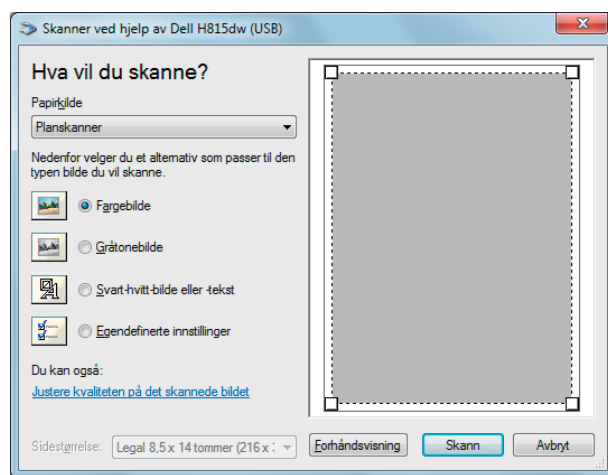 Skanner ved hjelp av Dell H815dw (USB)
Hva vil du skanne?
Papirkilde
Planskanner
Nedenfor velger du et alternativ som passer til den
typen bilde du vil skanne.
Fargebilde
Gråtonebilde
Svart-hvitt-bilde eller -tekst
Egendefinerte innstillinger
Du kan også:
Justere kvaliteten på det skannede bildet
Sidestørrelse: Legal 8,5 x 14 tommer (216 x
Forhåndsvisning Skann Avbryt